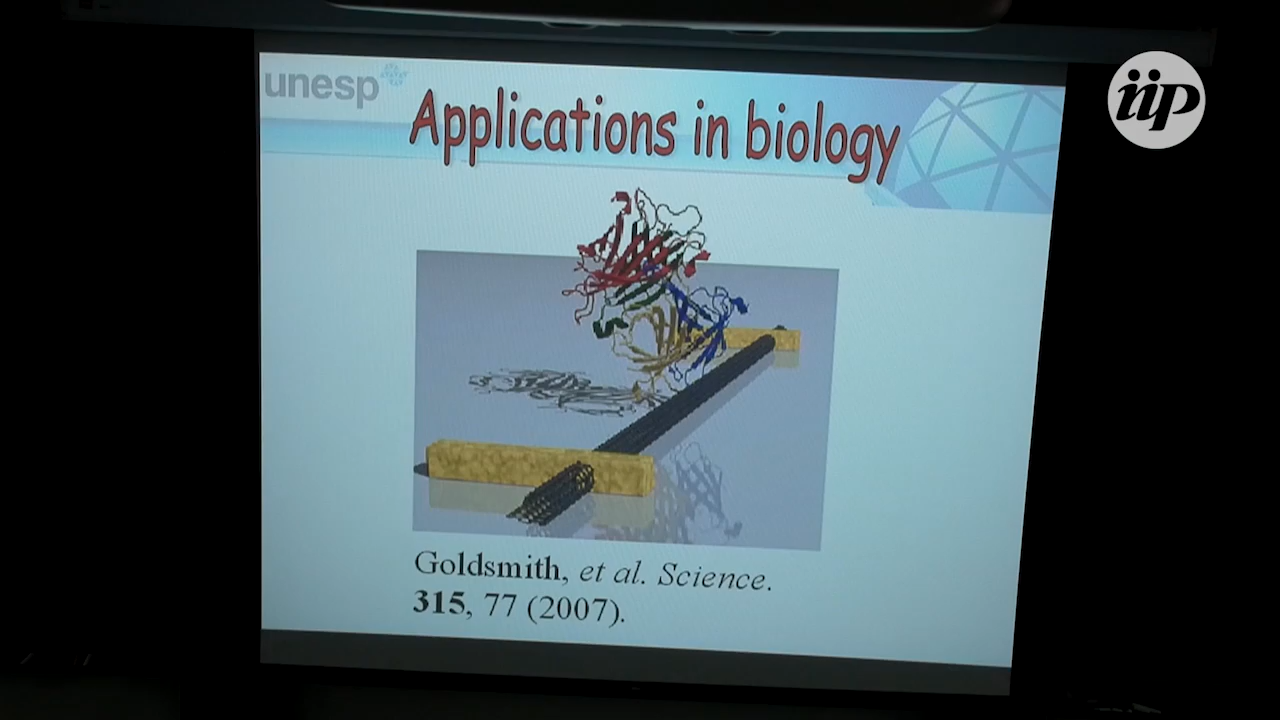 unesp
Applications in biology
iip
Goldsmith, et al. Science.
315, 77 (2007).